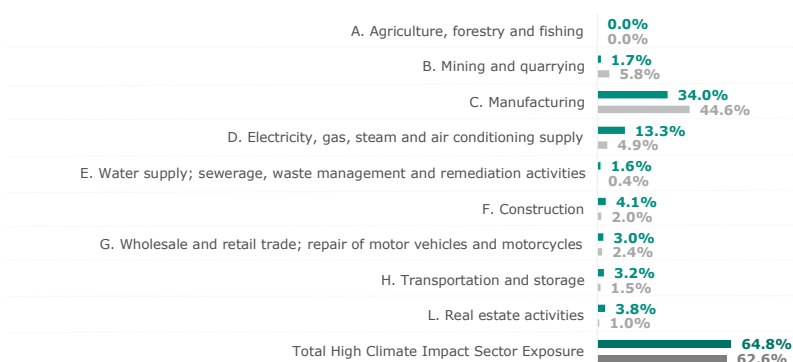 A. Agriculture, forestry and fishing
0.0%
0.0%
B. Mining and quarrying
1.7%
5.8%
C. Manufacturing
34.0%
44.6%
D. Electricity, gas, steam and air conditioning supply
13.3%
4.9%
E. Water supply; sewerage, waste management and remediation activities
1.6%
0.4%
F. Construction
4.1%
2.0%
G. Wholesale and retail trade; repair of motor vehicles and motorcycles
3.0%
2.4%
H. Transportation and storage
3.2%
1.5%
L. Real estate activities
3.8%
1.0%
Total High Climate Impact Sector Exposure
64.8%
62.6%